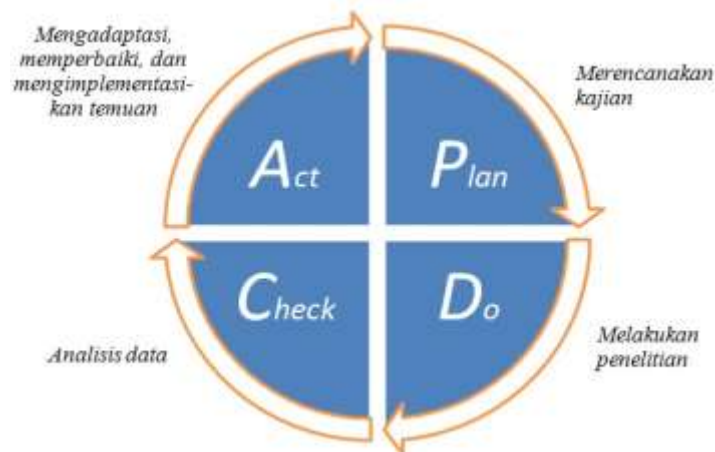 Mengadaptasi,
memperbaiki, dan
mengimplementasi-
kan temuan
Merencanakan
kajian
Act
Plan
Check
Do
Analisis data
Melakukan
penelitian